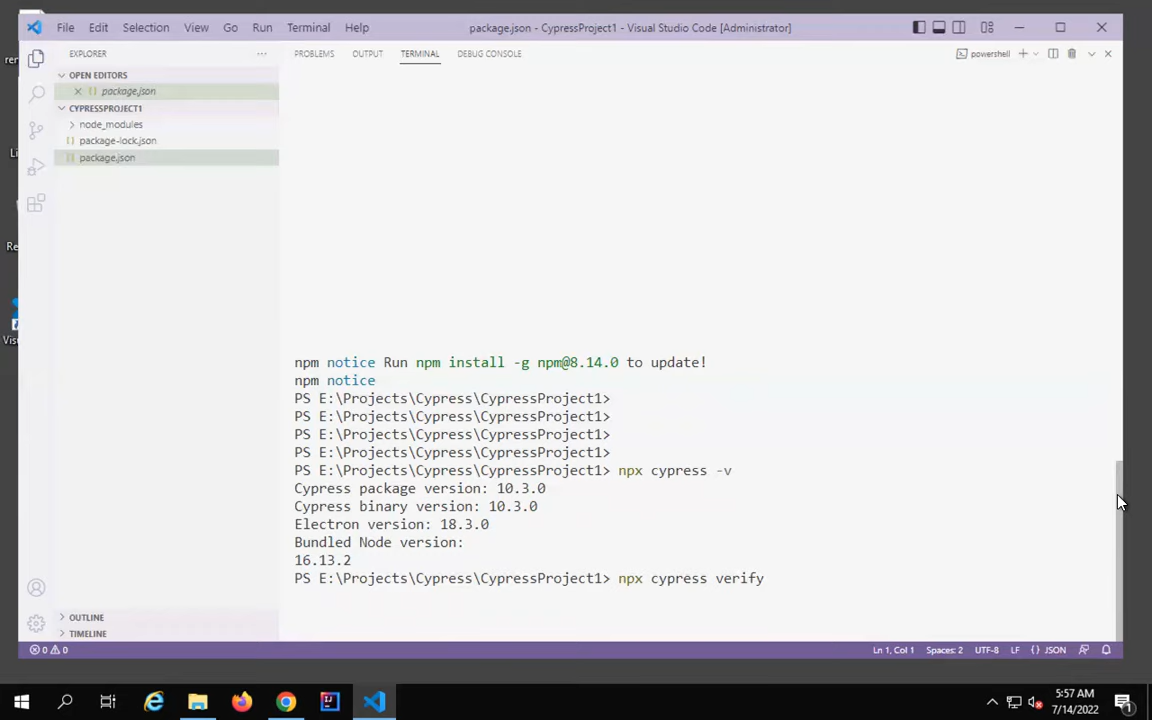 File Edit Selection View Go Run Terminal Help
package.json - CypressProject1 - Visual Studio Code [Administrator]
EXPLORER
PROBLEMS OUTPUT TERMINAL DEBUG CONSOLE
powershell
OPEN EDITORS
package.json
CYPRESSPROJECT1
node_modules
package-lock.json
package.json
npm notice Run npm install -g npm@8.14.0 to update!
npm notice
PS E:\Projects\Cypress\CypressProject1>
PS E:\Projects\Cypress\CypressProject1>
PS E:\Projects\Cypress\CypressProject1>
PS E:\Projects\Cypress\CypressProject1>
PS E:\Projects\Cypress\CypressProject1> npx cypress -v
Cypress package version: 10.3.0
Cypress binary version: 10.3.0
Electron version: 18.3.0
Bundled Node version:
16.13.2
PS E:\Projects\Cypress\CypressProject1> npx cypress verify
OUTLINE
TIMELINE
0 0
Ln 1, Col 1 Spaces: 2 UTF-8 LF {} JSON
5:57 AM
7/14/2022
1